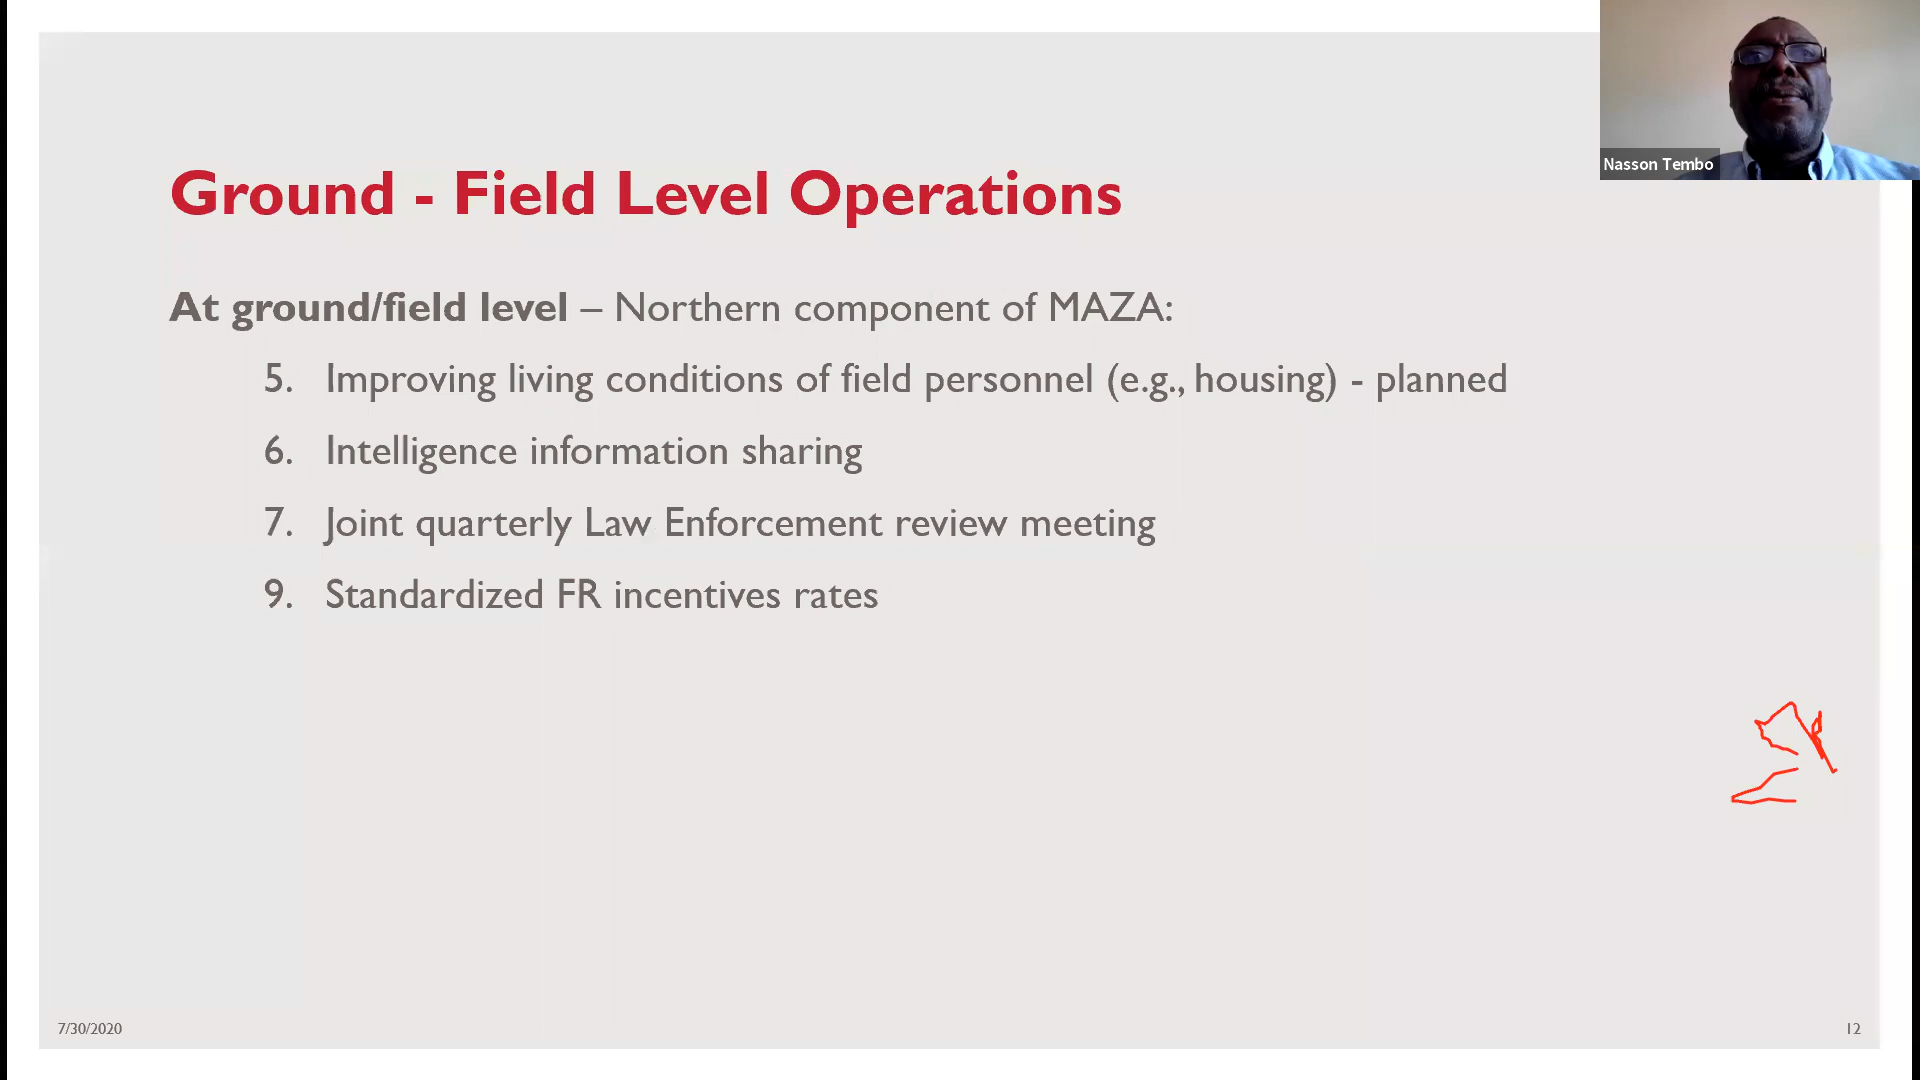 Nasson Tembo
Ground - Field Level Operations
At ground/field level – Northern component of MAZA:
5. Improving living conditions of field personnel (e.g., housing) - planned
6. Intelligence information sharing
7. Joint quarterly Law Enforcement review meeting
9. Standardized FR incentives rates
7/30/2020
12